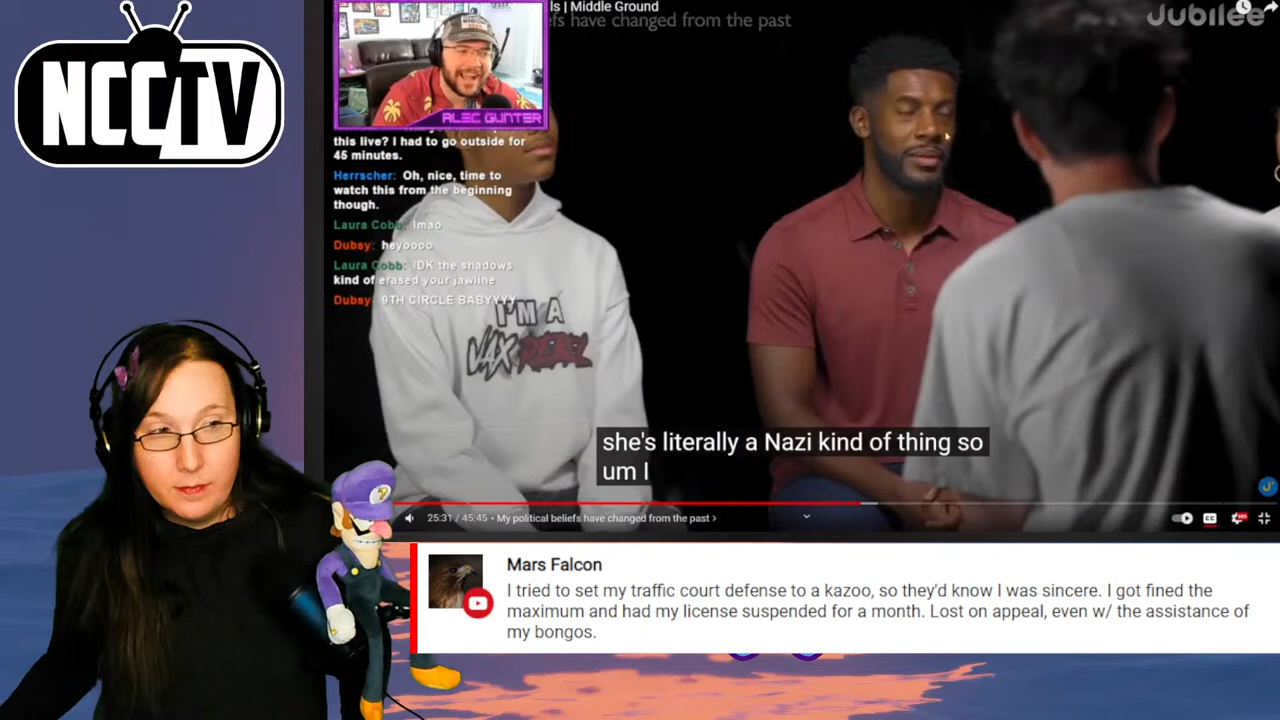 NCCTV
ls | Middle Ground
efs have changed from the past
Jubilee
ALEC GUNTER
this live? I had to go outside for
45 minutes.
Herrscher: Oh, nice, time to
watch this from the beginning
though.
Laura Cobb: lmao
Dubsy: heyoooo
Laura Cobb: IDK the shadows
kind of erased your jawline
Dubsy: 9TH CIRCLE BABYYYY
I'M A
JAX REBEL
she's literally a Nazi kind of thing so
um I
25:31 / 45:45 • My political beliefs have changed from the past >
CC
HD
Mars Falcon
I tried to set my traffic court defense to a kazoo, so they'd know I was sincere. I got fined the
maximum and had my license suspended for a month. Lost on appeal, even w/ the assistance of
my bongos.